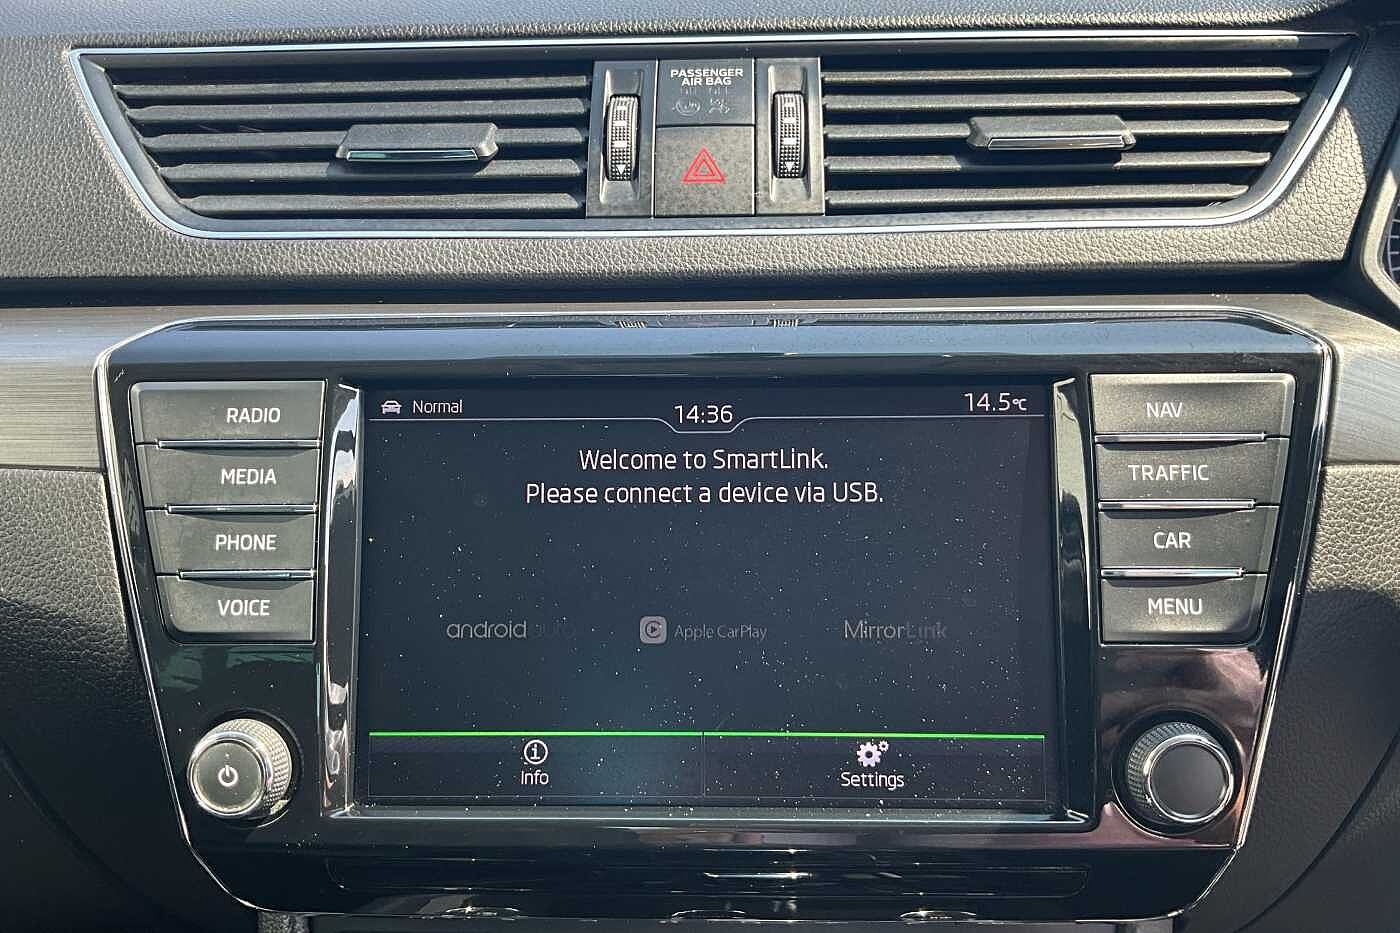 PASSENGER
AIR BAG
RADIO
MEDIA
PHONE
VOICE
Normal
14:36
14.5°C
Welcome to SmartLink.
Please connect a device via USB.
android auto
Apple CarPlay
MirrorLink
Info
Settings
NAV
TRAFFIC
CAR
MENU